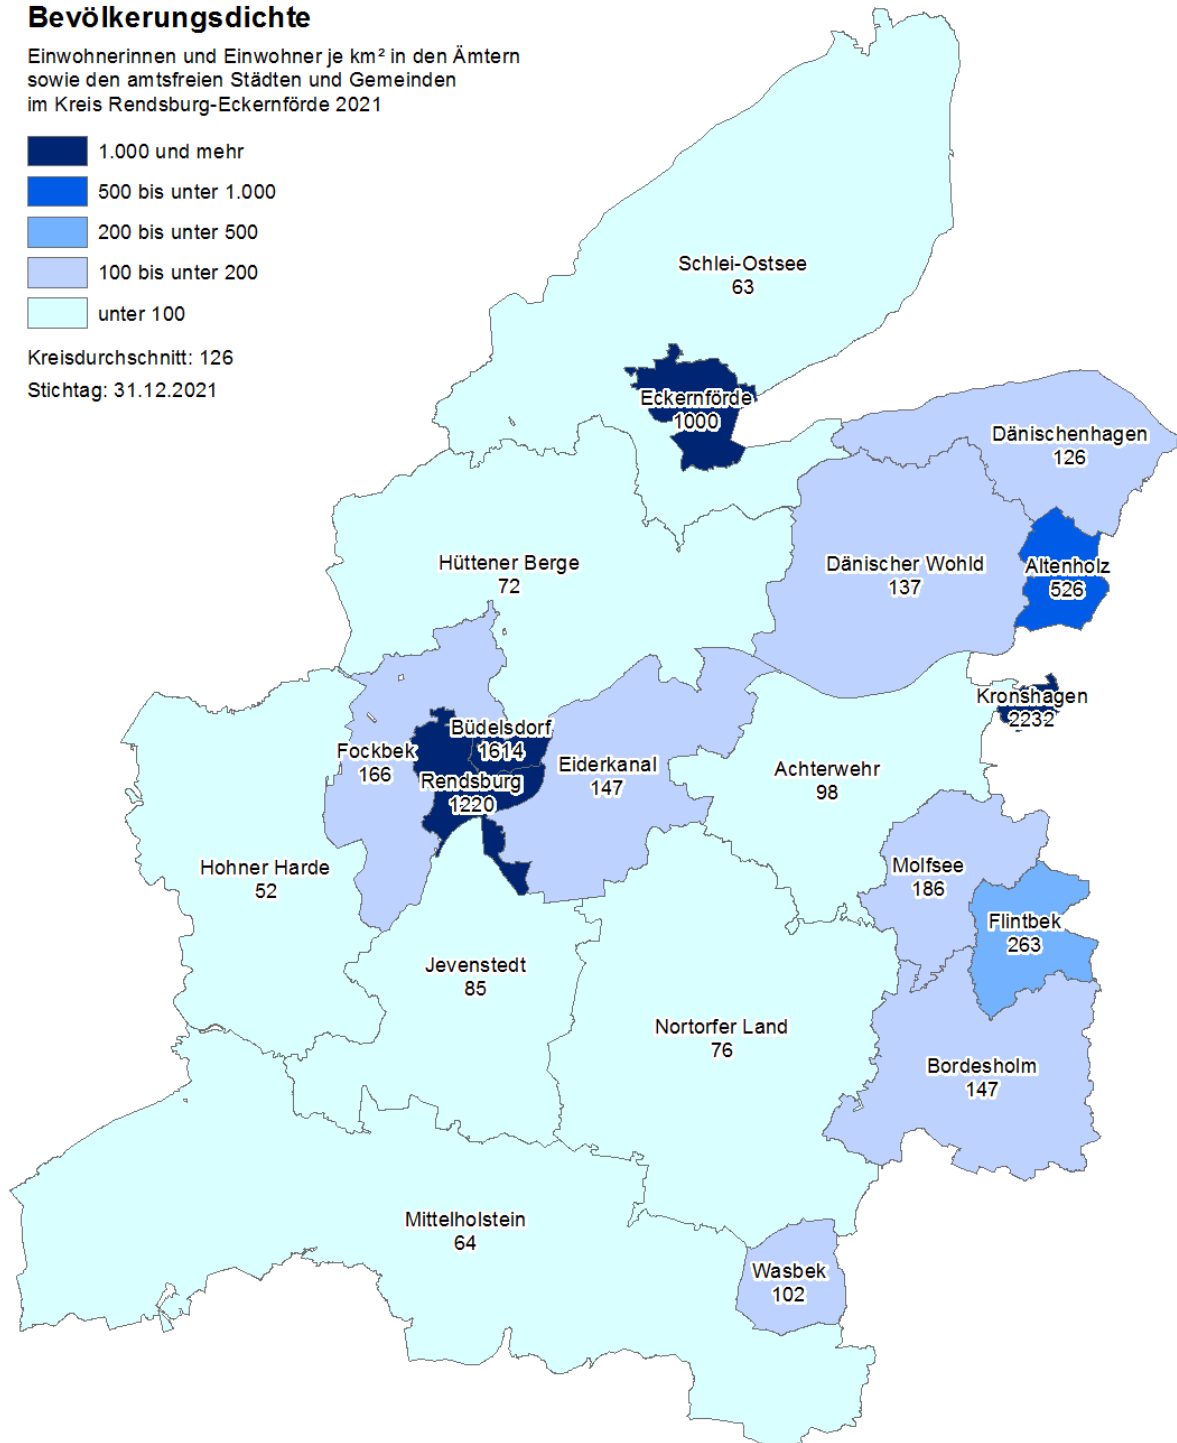 Bevölkerungsdichte
Einwohnerinnen und Einwohner je km² in den Ämtern
sowie den amtsfreien Städten und Gemeinden
im Kreis Rendsburg-Eckernförde 2021
1.000 und mehr
500 bis unter 1.000
200 bis unter 500
100 bis unter 200
unter 100
Kreisdurchschnitt: 126
Stichtag: 31.12.2021
Schlei-Ostsee
63
Eckernförde
1000
Dänischenhagen
126
Hüttener Berge
72
Dänischer Wohld
137
Altenholz
526
Kronshagen
2232
Büdelsdorf
1614
Fockbek
166
Rendsburg
1220
Eiderkanal
147
Achterwehr
98
Hohner Harde
52
Molfsee
186
Flintbek
263
Jevenstedt
85
Nortorfer Land
76
Bordesholm
147
Mittelholstein
64
Wasbek
102